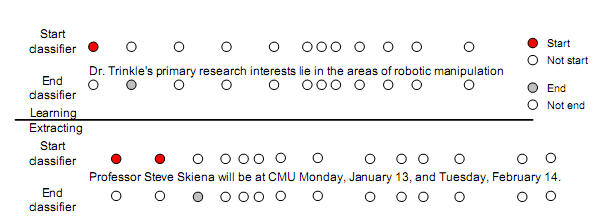 Start
classifier
Start
Not start
Dr. Trinkle's primary research interests lie in the areas of robotic manipulation
End
classifier
End
Not end
Learning
Extracting
Start
classifier
Professor Steve Skiena will be at CMU Monday, January 13, and Tuesday, February 14.
End
classifier